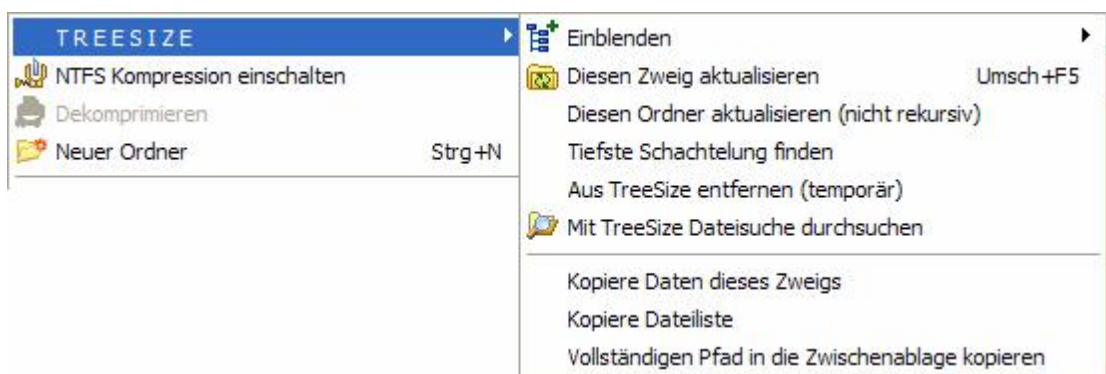 TREESIZE
NTFS Kompression einschalten
Dekomprimieren
Neuer Ordner Strg+N
Einblenden
Diesen Zweig aktualisieren Umsch+F5
Diesen Ordner aktualisieren (nicht rekursiv)
Tiefste Schachtelung finden
Aus TreeSize entfernen (temporär)
Mit TreeSize Dateisuche durchsuchen
Kopiere Daten dieses Zweigs
Kopiere Dateiliste
Vollständigen Pfad in die Zwischenablage kopieren